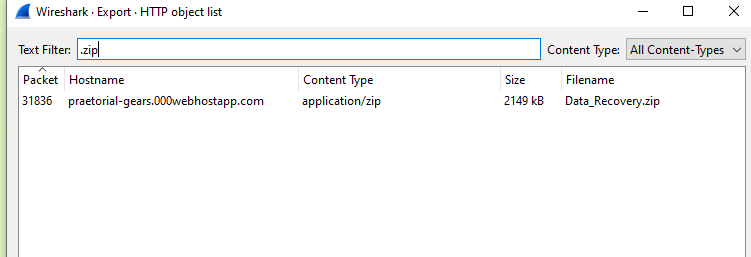 Wireshark · Export · HTTP object list
Text Filter: .zip Content Type: All Content-Types
Packet Hostname Content Type Size Filename
31836 praetorial-gears.000webhostapp.com application/zip 2149 kB Data_Recovery.zip